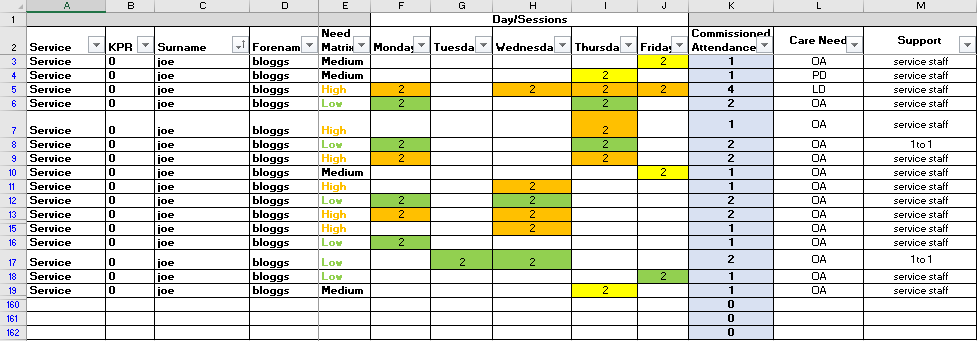 A B C D E F G H I J K L M
1 Day/Sessions
2 Service KPR Surname Forenam Need Matrix Monday Tuesda Wednesda Thursda Friday Commissioned Attendance Care Need Support
3 Service 0 joe bloggs Medium 2 1 OA service staff
4 Service 0 joe bloggs Medium 2 1 PD service staff
5 Service 0 joe bloggs High 2 2 2 2 4 LD service staff
6 Service 0 joe bloggs Low 2 2 2 OA service staff
7 Service 0 joe bloggs High 2 1 OA service staff
8 Service 0 joe bloggs Low 2 2 2 OA 1 to 1
9 Service 0 joe bloggs High 2 2 2 OA service staff
10 Service 0 joe bloggs Medium 2 1 OA service staff
11 Service 0 joe bloggs High 2 1 OA service staff
12 Service 0 joe bloggs Low 2 2 2 OA service staff
13 Service 0 joe bloggs High 2 2 2 OA service staff
15 Service 0 joe bloggs High 2 1 OA service staff
16 Service 0 joe bloggs Low 2 1 OA service staff
17 Service 0 joe bloggs Low 2 2 2 OA 1 to 1
18 Service 0 joe bloggs Low 2 1 OA service staff
19 Service 0 joe bloggs Medium 2 1 OA service staff
160 0
161 0
162 0